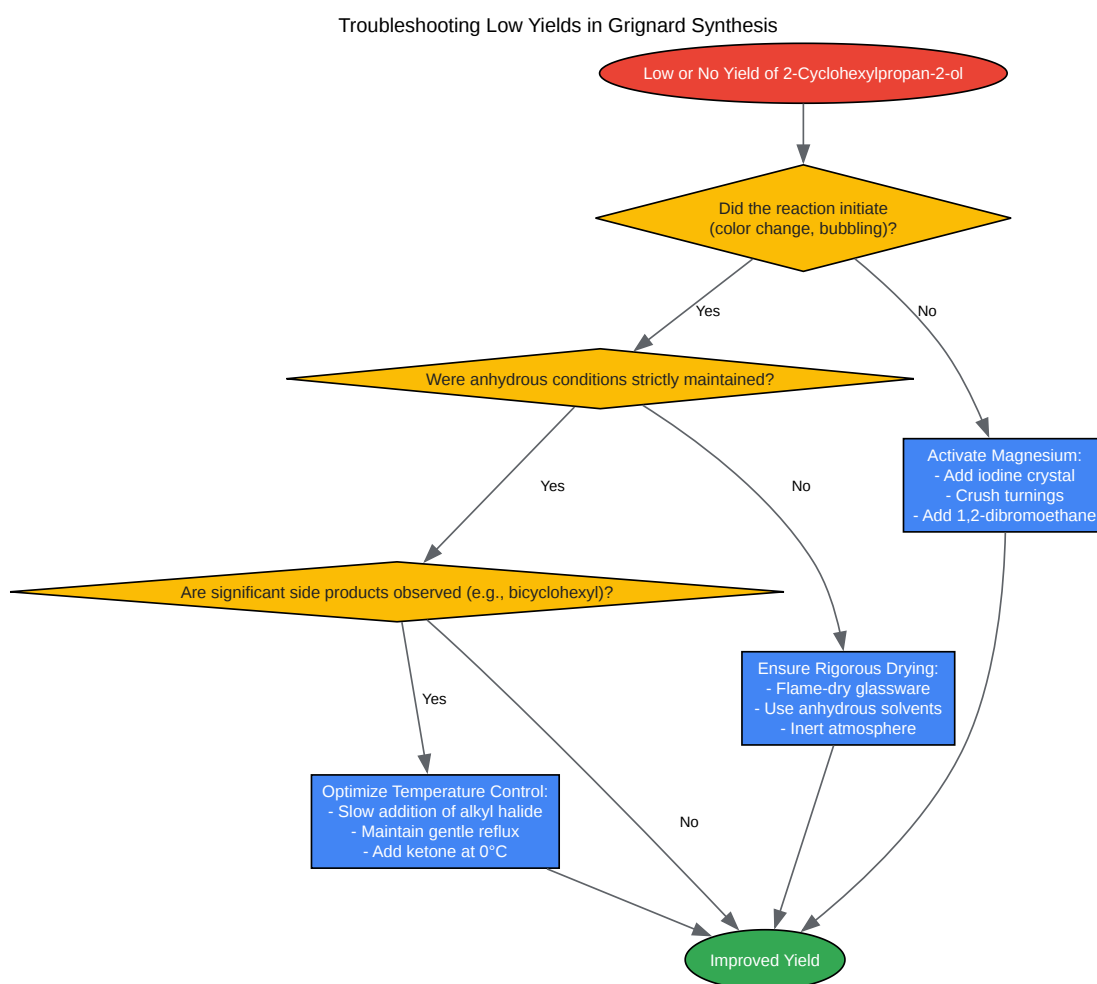 Troubleshooting Low Yields in Grignard Synthesis
Low or No Yield of 2-Cyclohexylpropan-2-ol
Did the reaction initiate
(color change, bubbling)?
Yes
No
Were anhydrous conditions strictly maintained?
Activate Magnesium:
- Add iodine crystal
- Crush turnings
- Add 1,2-dibromoethane
Yes
No
Are significant side products observed (e.g., bicyclohexyl)?
Ensure Rigorous Drying:
- Flame-dry glassware
- Use anhydrous solvents
- Inert atmosphere
Yes
No
Optimize Temperature Control:
- Slow addition of alkyl halide
- Maintain gentle reflux
- Add ketone at 0°C
Improved Yield